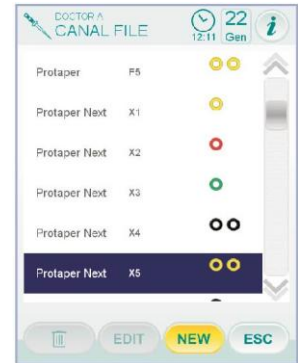 DOCTOR A
CANAL FILE
12:11
22
Gen
i
Protaper F5
Protaper Next X1
Protaper Next X2
Protaper Next X3
Protaper Next X4
Protaper Next X5
EDIT NEW ESC